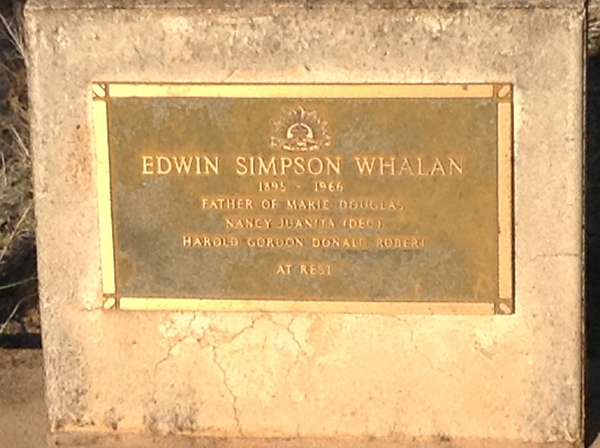 EDWIN SIMPSON WHALAN
1895 - 1966
FATHER OF MARIE DOUGLAS
NANCY JUANITA (DEC)
HAROLD GORDON DONALD ROBERT
AT REST